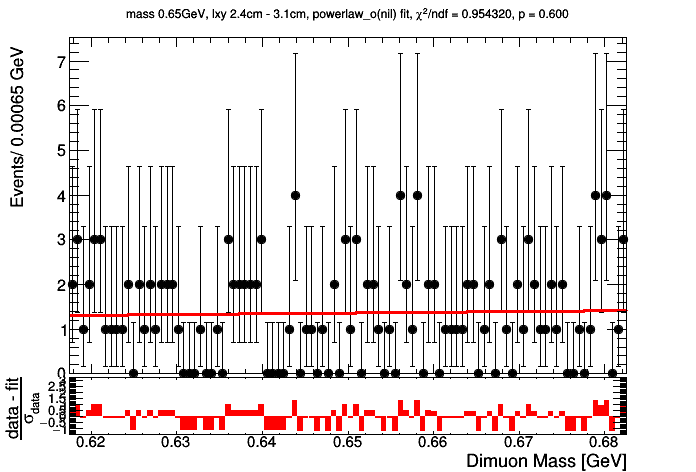 mass 0.65GeV, lxy 2.4cm - 3.1cm, powerlaw_o(nil) fit, χ²/ndf = 0.954320, p = 0.600
Events/ 0.00065 GeV
7
6
5
4
3
2
1
0
data - fit
σdata
0.62 0.63 0.64 0.65 0.66 0.67 0.68
Dimuon Mass [GeV]